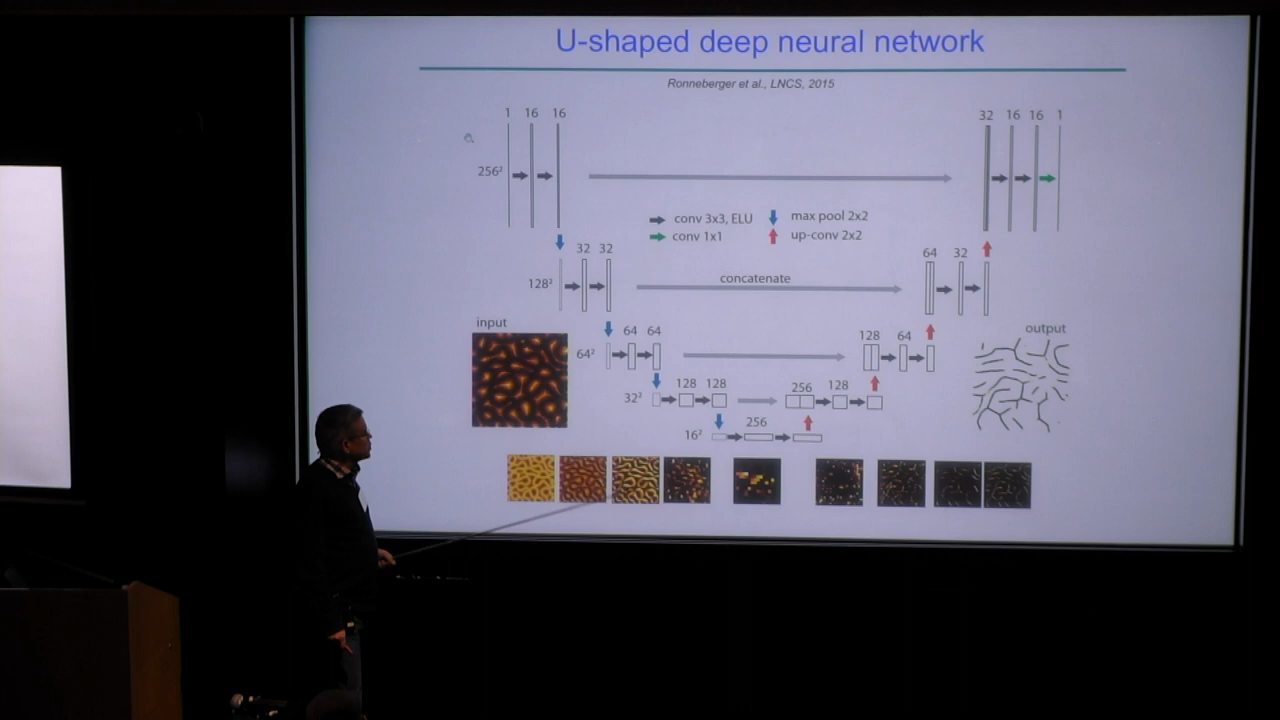 U-shaped deep neural network
Ronneberger et al., LNCS, 2015
1 16 16
32 16 16 1
256²
conv 3x3, ELU
max pool 2x2
conv 1x1
up-conv 2x2
32 32
64 32
128²
concatenate
input
output
64 64
128 64
64²
128 128
256 128
32²
256
16²